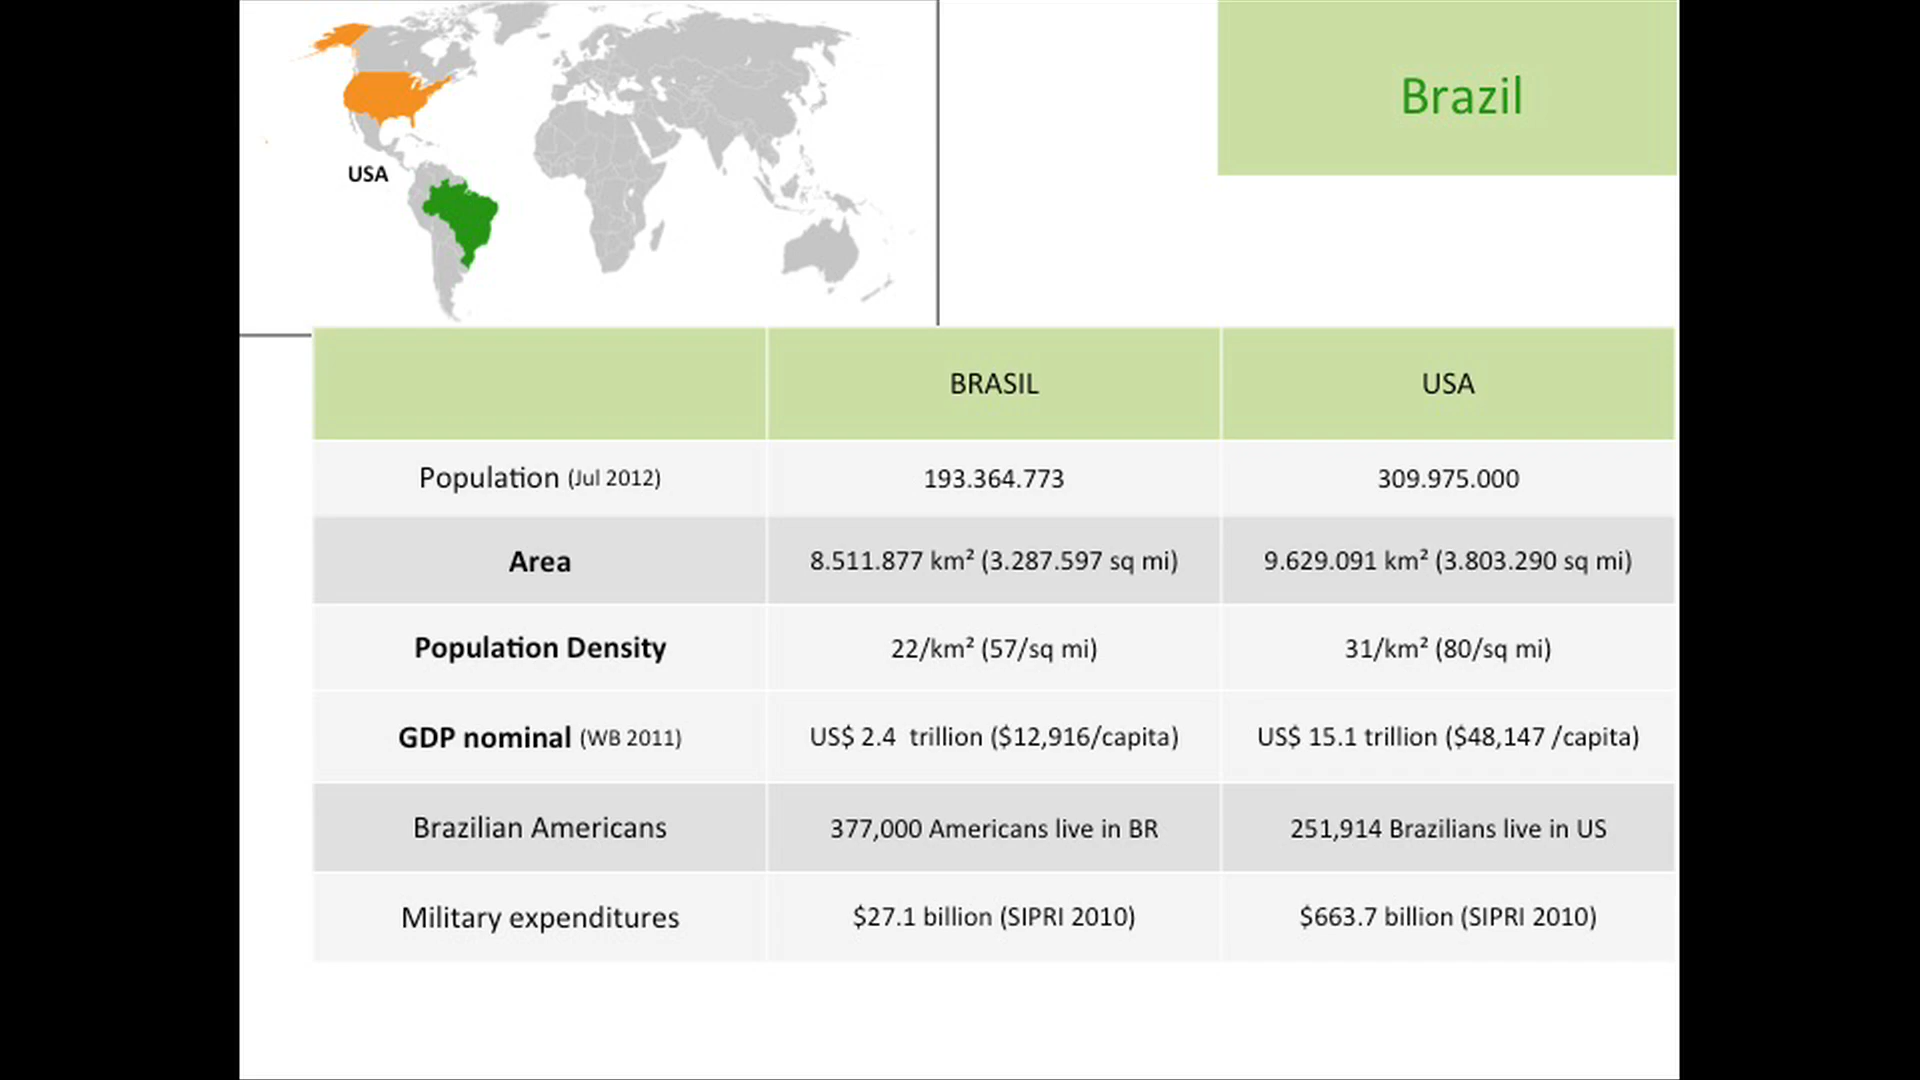 Brazil
USA
BRASIL USA
Population (Jul 2012) 193.364.773 309.975.000
Area 8.511.877 km² (3.287.597 sq mi) 9.629.091 km² (3.803.290 sq mi)
Population Density 22/km² (57/sq mi) 31/km² (80/sq mi)
GDP nominal (WB 2011) US$ 2.4 trillion ($12,916/capita) US$ 15.1 trillion ($48,147 /capita)
Brazilian Americans 377,000 Americans live in BR 251,914 Brazilians live in US
Military expenditures $27.1 billion (SIPRI 2010) $663.7 billion (SIPRI 2010)